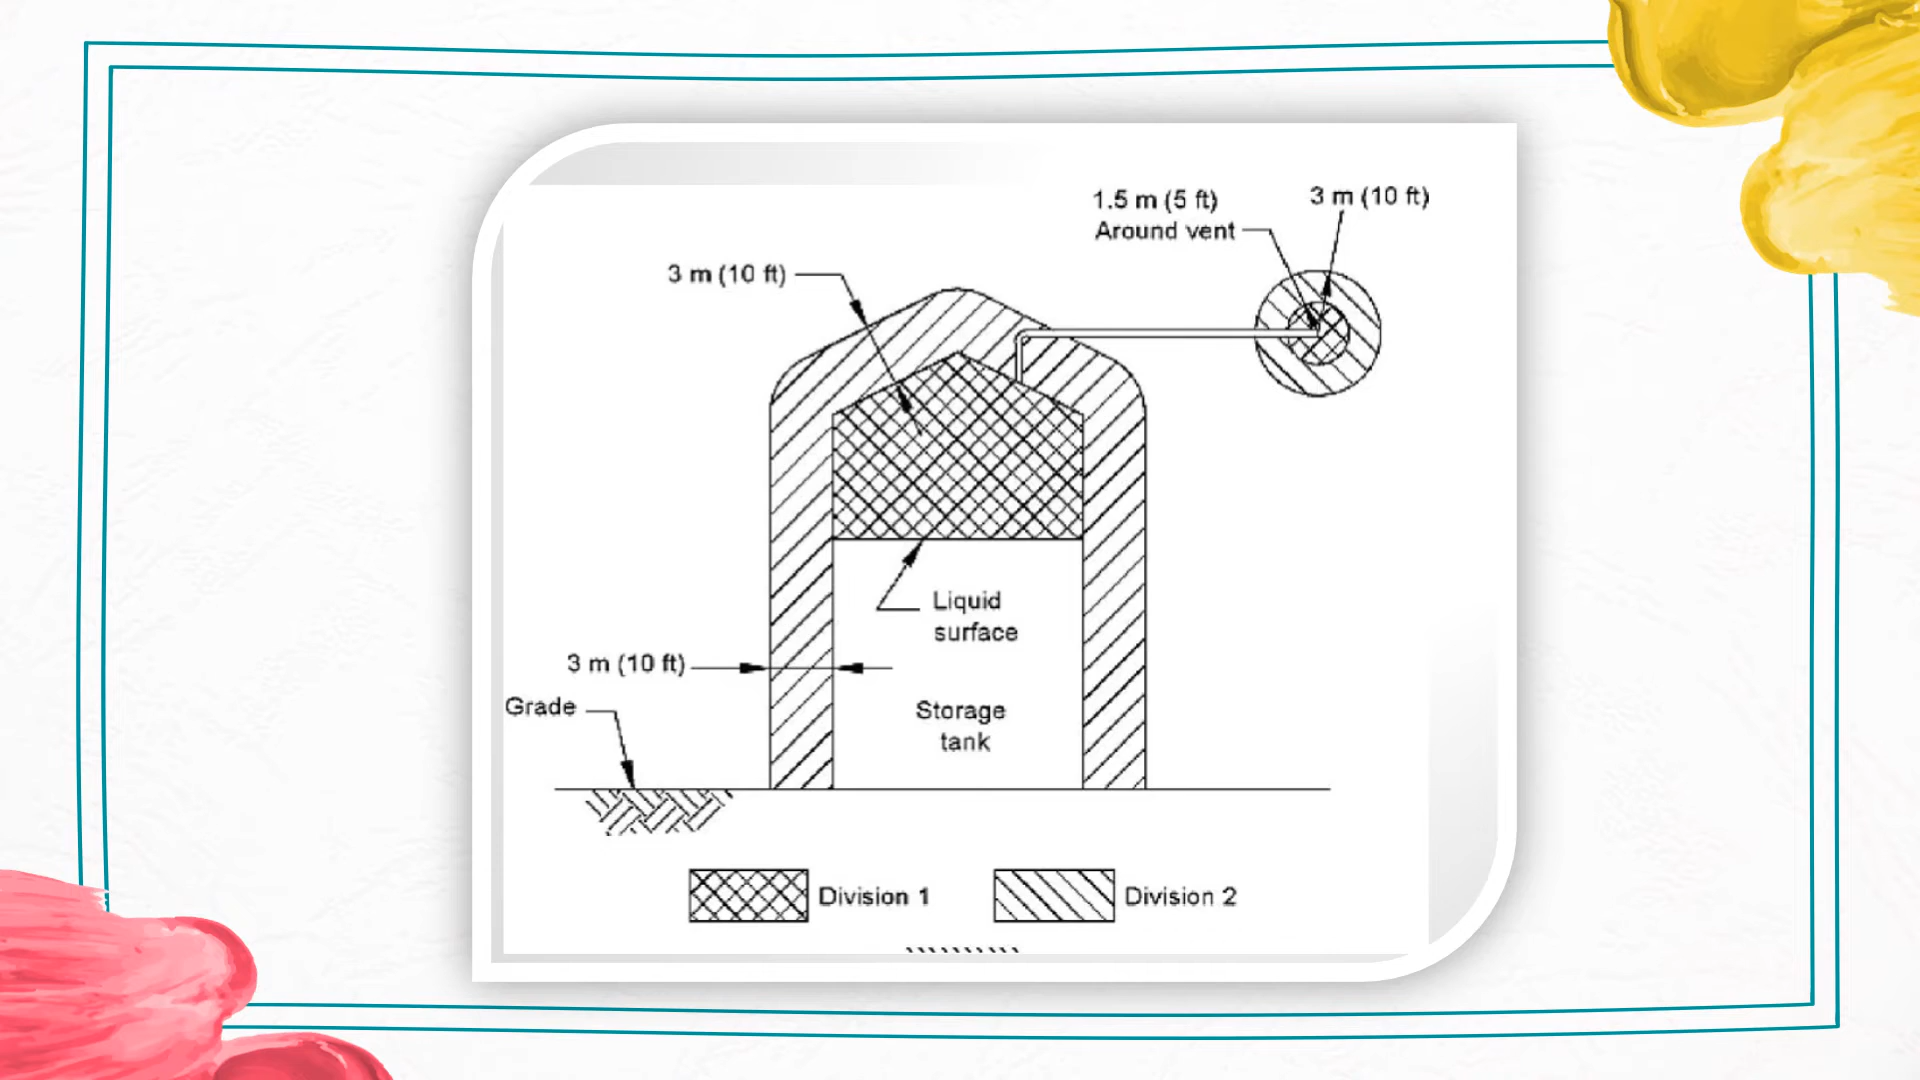 1.5 m (5 ft)
Around vent
3 m (10 ft)
3 m (10 ft)
Liquid
surface
3 m (10 ft)
Grade
Storage
tank
Division 1
Division 2